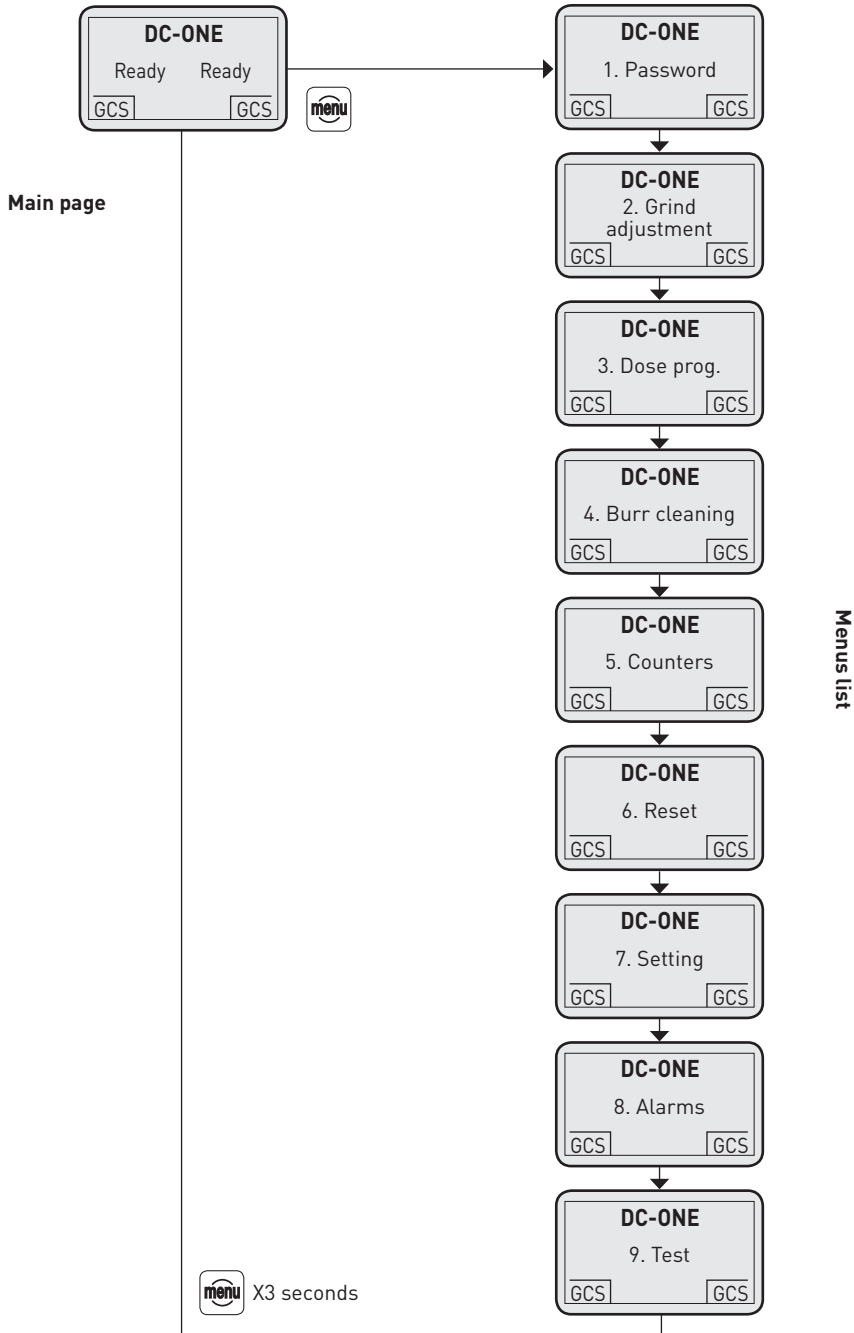 DC-ONE
Ready Ready
GCS GCS
menu
Main page
DC-ONE
1. Password
GCS GCS
DC-ONE
2. Grind
adjustment
GCS GCS
DC-ONE
3. Dose prog.
GCS GCS
DC-ONE
4. Burr cleaning
GCS GCS
DC-ONE
5. Counters
GCS GCS
DC-ONE
6. Reset
GCS GCS
DC-ONE
7. Setting
GCS GCS
DC-ONE
8. Alarms
GCS GCS
DC-ONE
9. Test
GCS GCS
Menus list
menu X3 seconds